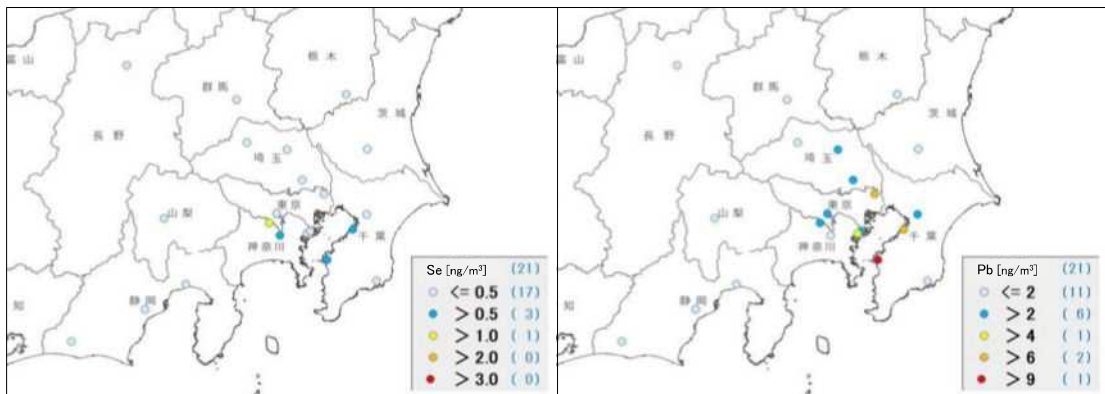 富山
栃木
群馬
茨城
長野
埼玉
東京
山梨
千葉
神奈川
静岡
知
Se [ng/m³] (21)
<= 0.5 (17)
> 0.5 ( 3)
> 1.0 ( 1)
> 2.0 ( 0)
> 3.0 ( 0)
富山
栃木
群馬
茨城
長野
埼玉
東京
山梨
千葉
神奈川
静岡
知
Pb [ng/m³] (21)
<= 2 (11)
> 2 ( 6)
> 4 ( 1)
> 6 ( 2)
> 9 ( 1)